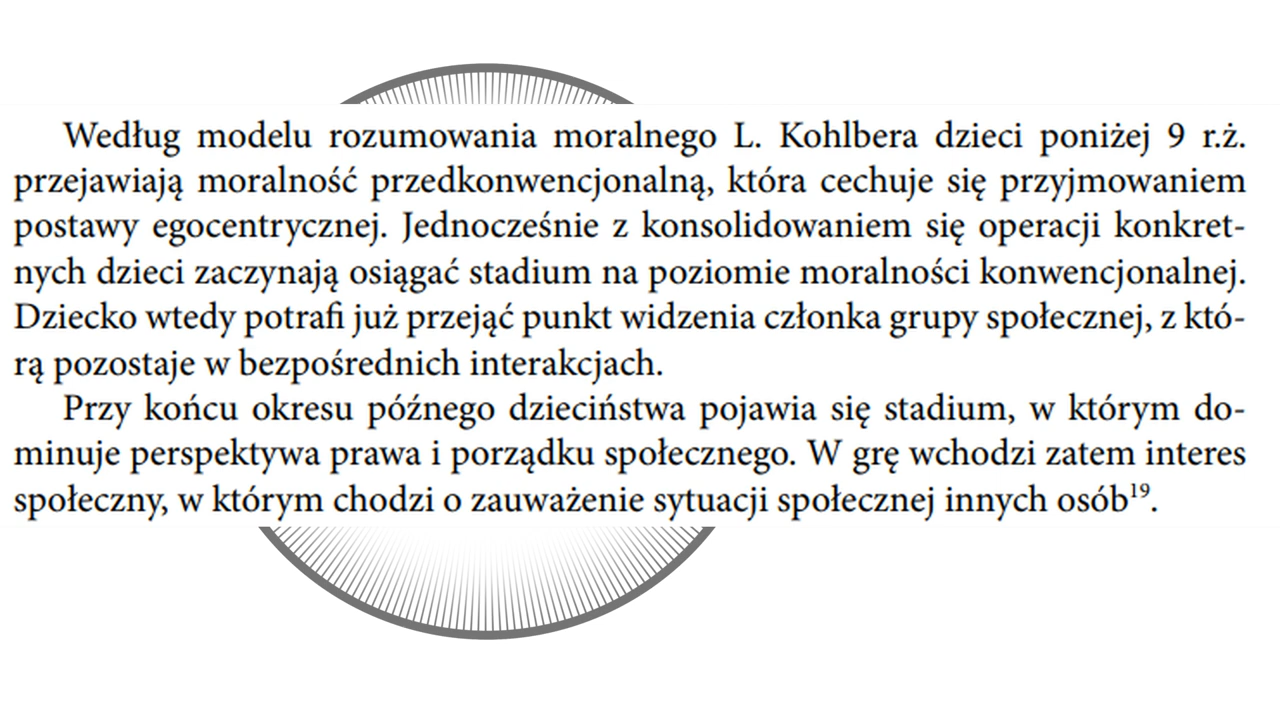 Według modelu rozumowania moralnego L. Kohlbera dzieci poniżej 9 r.ż.
przejawiają moralność przedkonwencjonalną, która cechuje się przyjmowaniem
postawy egocentrycznej. Jednocześnie z konsolidowaniem się operacji konkret-
nych dzieci zaczynają osiągać stadium na poziomie moralności konwencjonalnej.
Dziecko wtedy potrafi już przejąć punkt widzenia członka grupy społecznej, z któ-
rą pozostaje w bezpośrednich interakcjach.
Przy końcu okresu późnego dzieciństwa pojawia się stadium, w którym do-
minuje perspektywa prawa i porządku społecznego. W grę wchodzi zatem interes
społeczny, w którym chodzi o zauważenie sytuacji społecznej innych osób¹⁹.